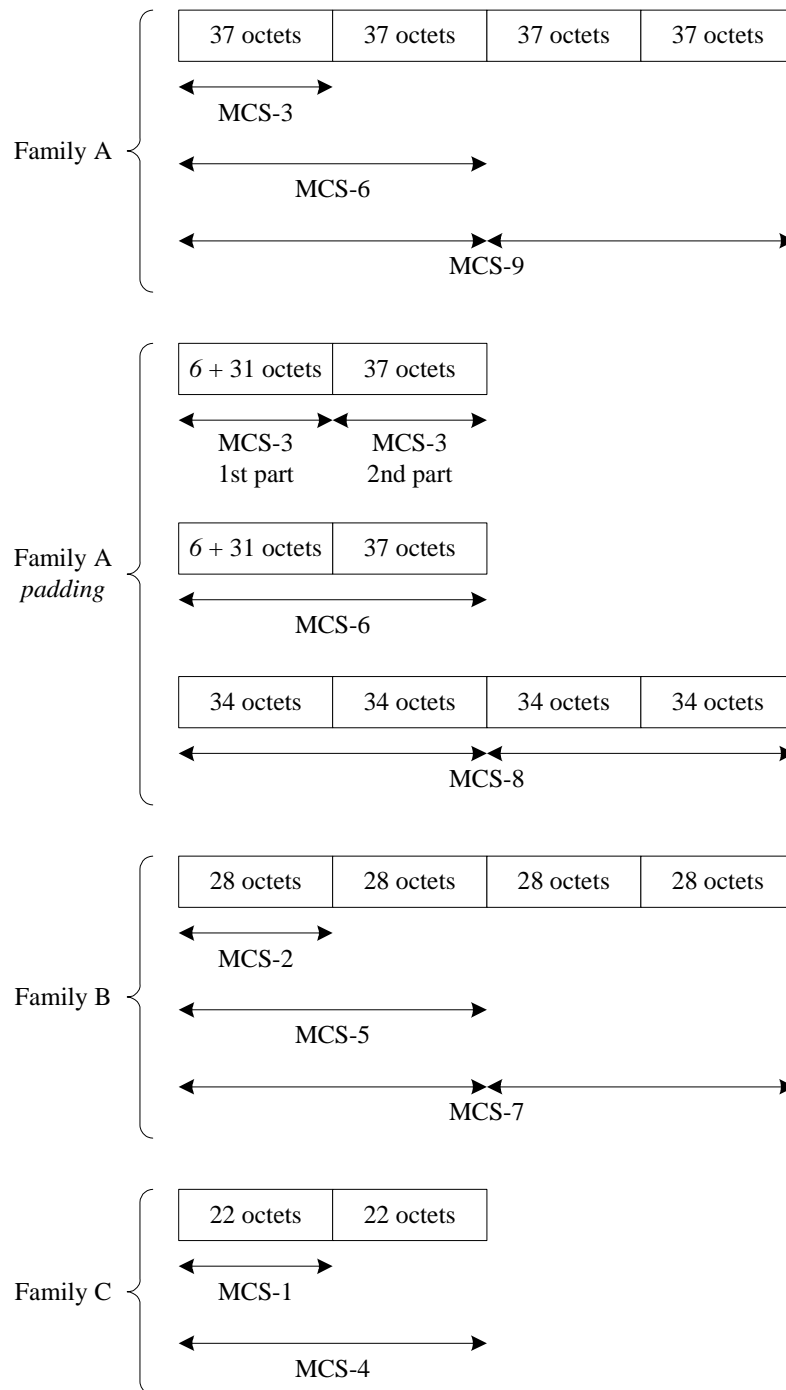 37 octets 37 octets 37 octets 37 octets
MCS-3
Family A
MCS-6
MCS-9
6 + 31 octets 37 octets
MCS-3 MCS-3
1st part 2nd part
Family A
padding
6 + 31 octets 37 octets
MCS-6
34 octets 34 octets 34 octets 34 octets
MCS-8
28 octets 28 octets 28 octets 28 octets
MCS-2
Family B
MCS-5
MCS-7
22 octets 22 octets
MCS-1
Family C
MCS-4